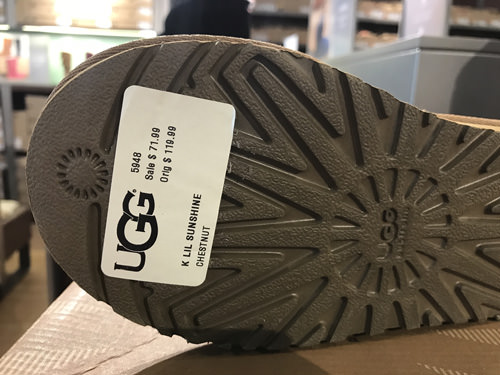 5948
Sale $ 71.99
Orig $ 119.99
UGG
K LIL SUNSHINE
CHESTNUT
UGG